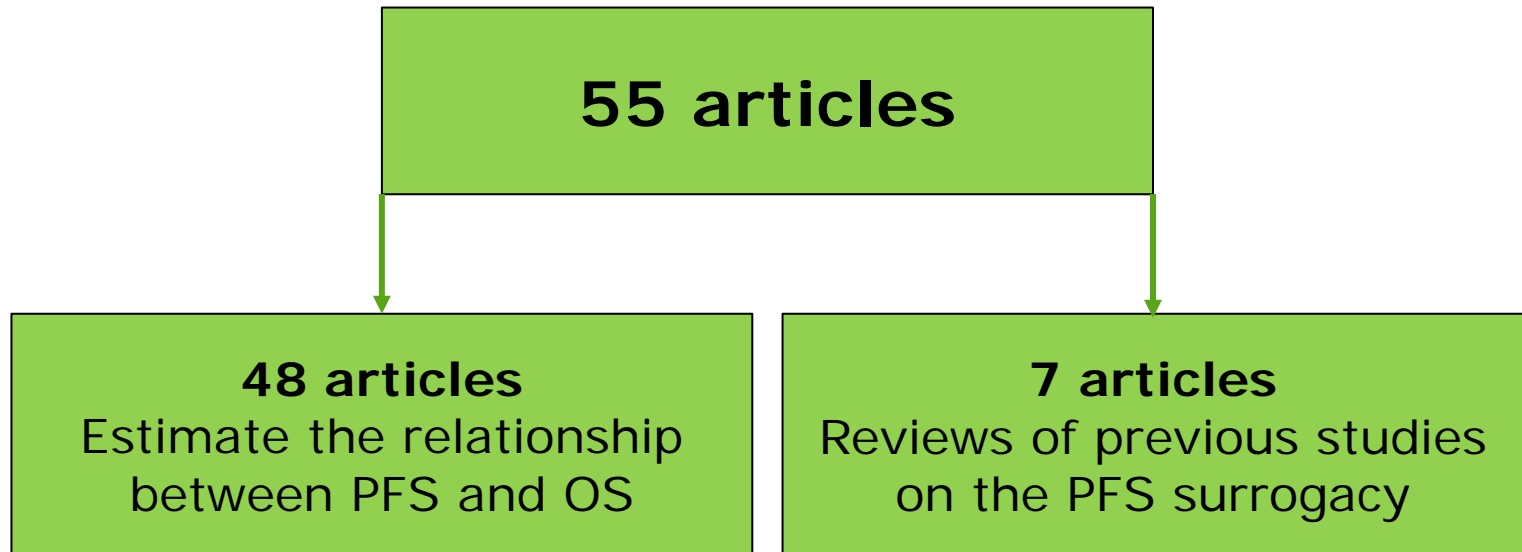 55 articles
48 articles
Estimate the relationship
between PFS and OS
7 articles
Reviews of previous studies
on the PFS surrogacy